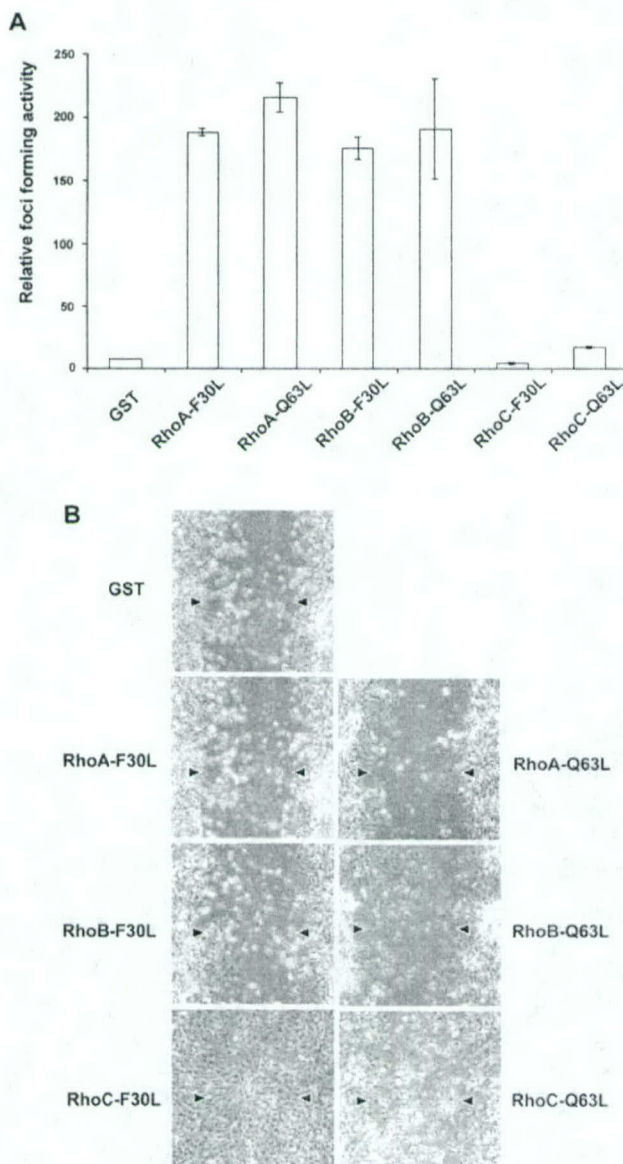 A
Relative foci forming activity
250
200
150
100
50
0
GST
RhoA-F30L
RhoA-Q63L
RhoB-F30L
RhoB-Q63L
RhoC-F30L
RhoC-Q63L
B
GST
RhoA-F30L
RhoA-Q63L
RhoB-F30L
RhoB-Q63L
RhoC-F30L
RhoC-Q63L